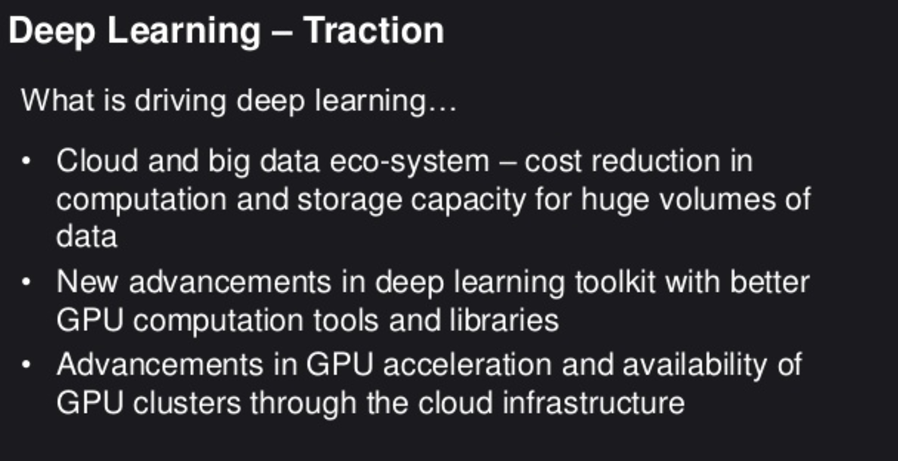 Deep Learning – Traction
What is driving deep learning…
• Cloud and big data eco-system – cost reduction in
computation and storage capacity for huge volumes of
data
• New advancements in deep learning toolkit with better
GPU computation tools and libraries
• Advancements in GPU acceleration and availability of
GPU clusters through the cloud infrastructure